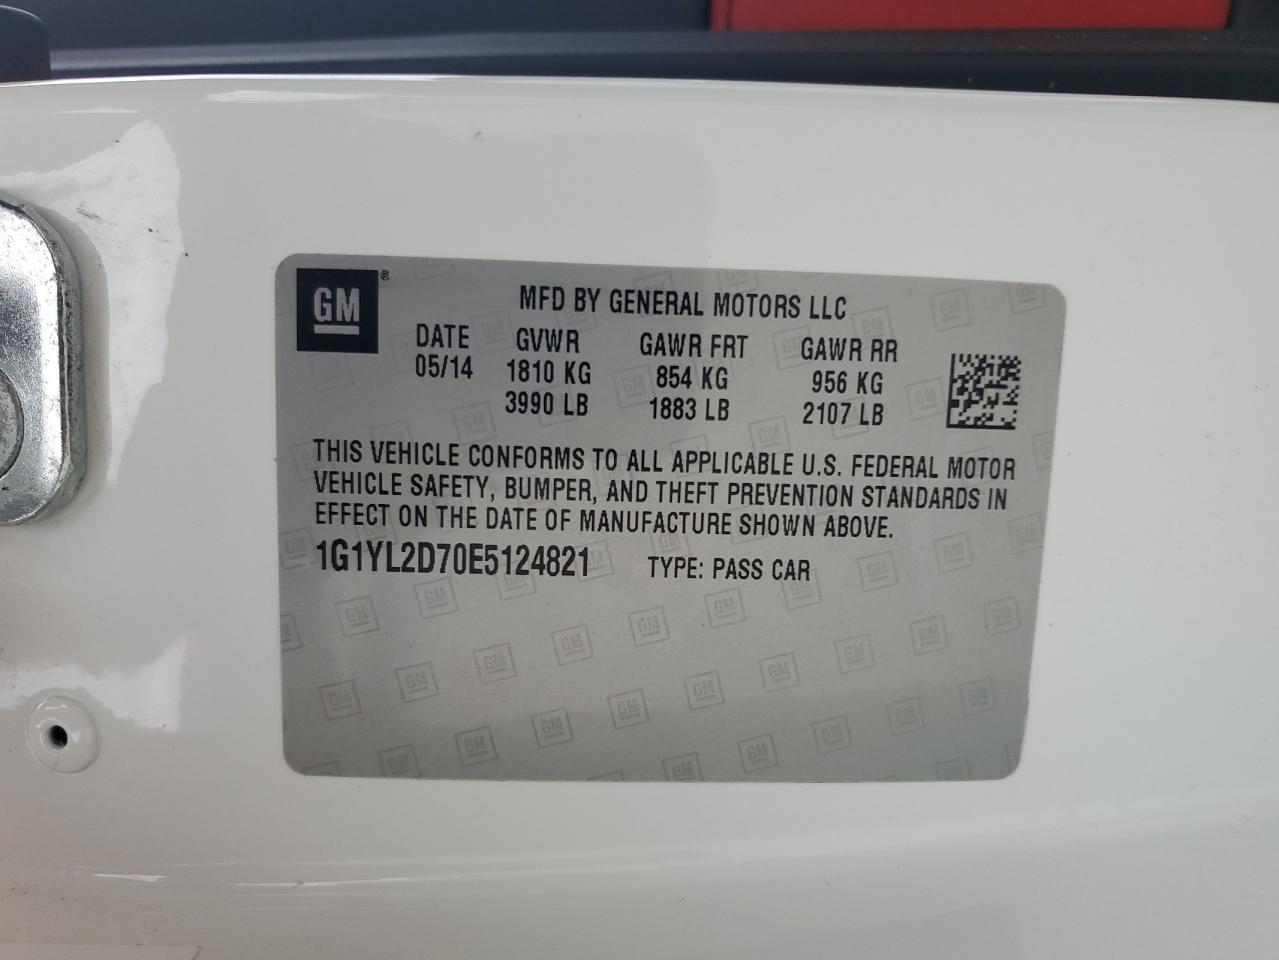 GM ®
MFD BY GENERAL MOTORS LLC
DATE GVWR GAWR FRT GAWR RR
05/14 1810 KG 854 KG 956 KG
3990 LB 1883 LB 2107 LB
THIS VEHICLE CONFORMS TO ALL APPLICABLE U.S. FEDERAL MOTOR
VEHICLE SAFETY, BUMPER, AND THEFT PREVENTION STANDARDS IN
EFFECT ON THE DATE OF MANUFACTURE SHOWN ABOVE.
1G1YL2D70E5124821 TYPE: PASS CAR